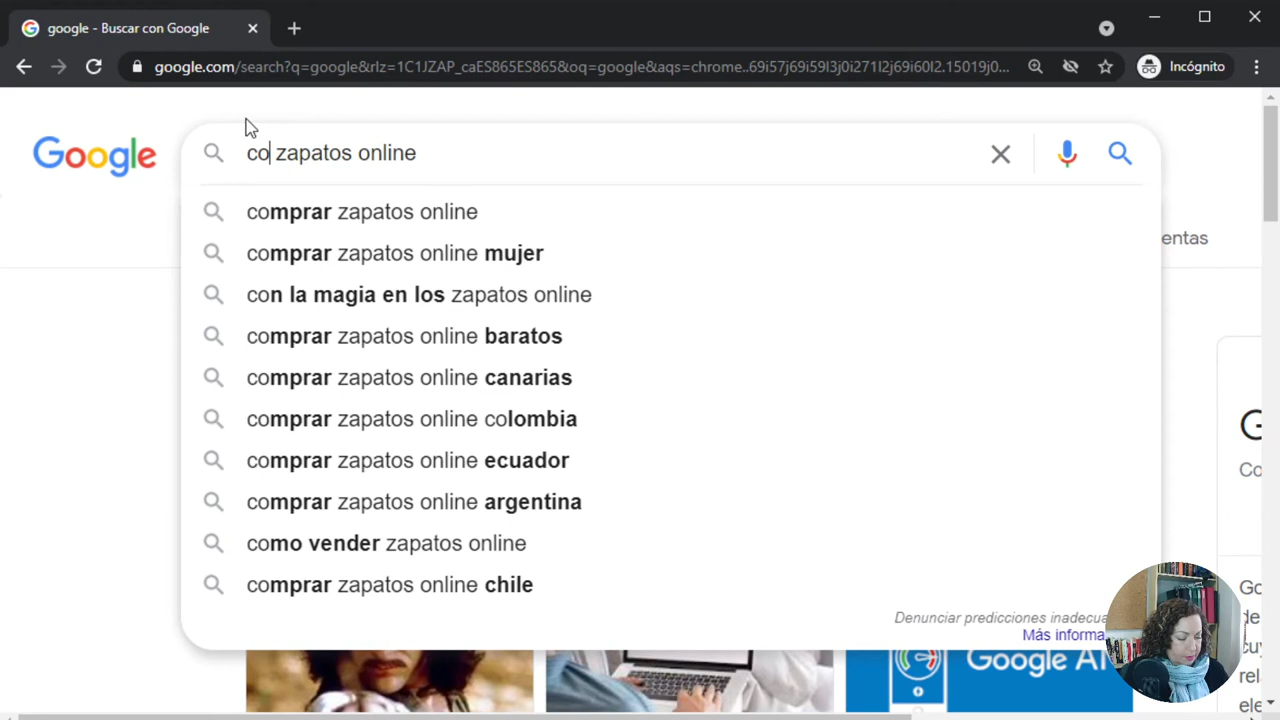 google - Buscar con Google
google.com/search?q=google&rlz=1C1JZAP_caES865ES865&oq=google&aqs=chrome..69i57j69i59l3j0i271l2j69i60l2.15019j0...
Incógnito
Google
co zapatos online
comprar zapatos online
comprar zapatos online mujer
entas
con la magia en los zapatos online
comprar zapatos online baratos
comprar zapatos online canarias
comprar zapatos online colombia
comprar zapatos online ecuador
comprar zapatos online argentina
como vender zapatos online
comprar zapatos online chile
Denunciar predicciones inadecua
Más informa
Google